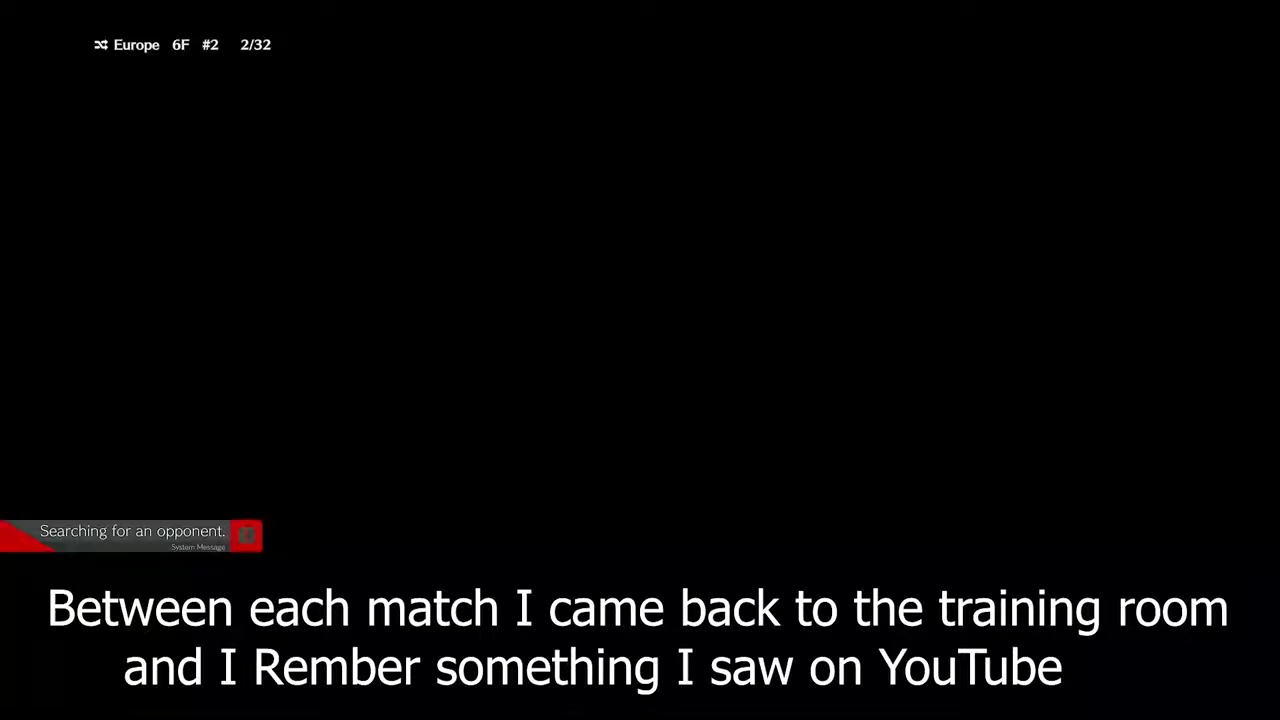 Europe 6F #2 2/32
Searching for an opponent.
System Message
Between each match I came back to the training room
and I Rember something I saw on YouTube